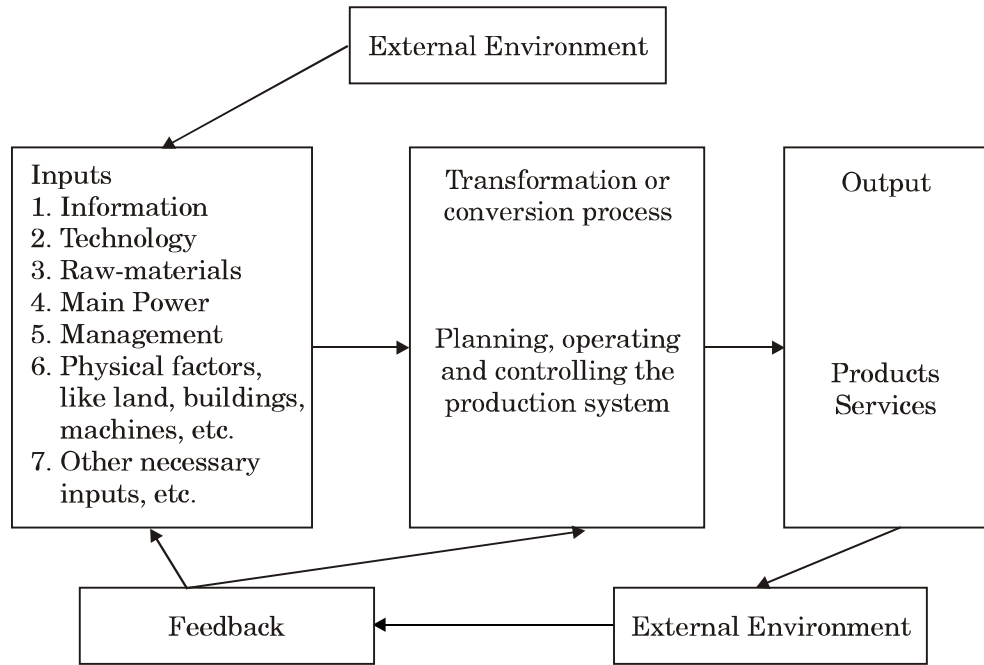 External Environment
Inputs
1. Information
2. Technology
3. Raw-materials
4. Main Power
5. Management
6. Physical factors,
like land, buildings,
machines, etc.
7. Other necessary
inputs, etc.
Transformation or
conversion process
Planning, operating
and controlling the
production system
Output
Products
Services
Feedback
External Environment